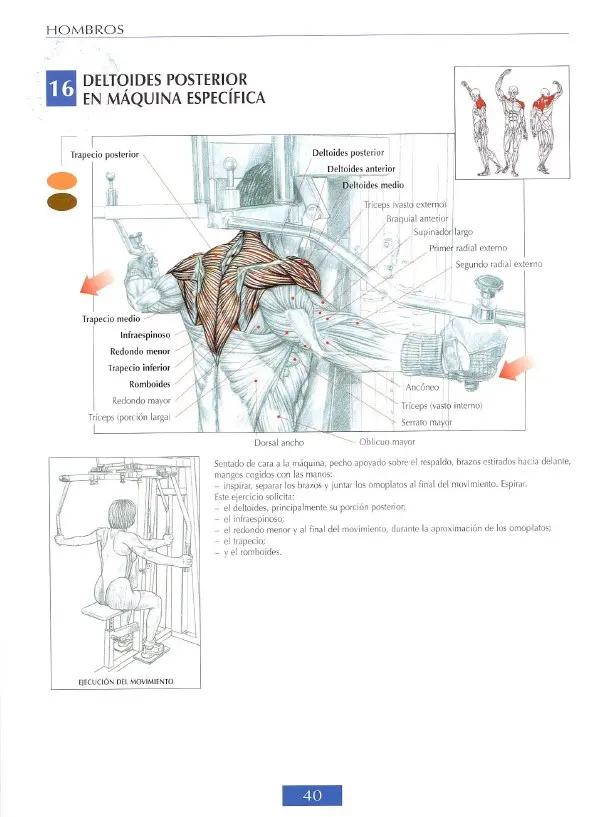 HOMBROS
16
DELTOIDES POSTERIOR
EN MÁQUINA ESPECÍFICA
Trapecio posterior
Deltoides posterior
Deltoides anterior
Deltoides medio
Tríceps (vasto externo)
Braquial anterior
Supinador largo
Primer radial externo
Segundo radial externo
Trapecio medio
Infraespinoso
Redondo menor
Trapecio inferior
Romboides
Redondo mayor
Tríceps (porción larga)
Ancóneo
Tríceps (vasto interno)
Serrato mayor
Dorsal ancho
Oblicuo mayor
Sentado de cara a la máquina, pecho apoyado sobre el respaldo, brazos estirados hacia delante,
mangos cogidos con las manos:
– inspirar, separar los brazos y juntar los omoplatos al final del movimiento. Espirar.
Este ejercicio solicita:
– el deltoides, principalmente su porción posterior;
– el infraespinoso;
– el redondo menor y al final del movimiento, durante la aproximación de los omoplatos;
– el trapecio;
– y el romboides.
EJECUCIÓN DEL MOVIMIENTO
40